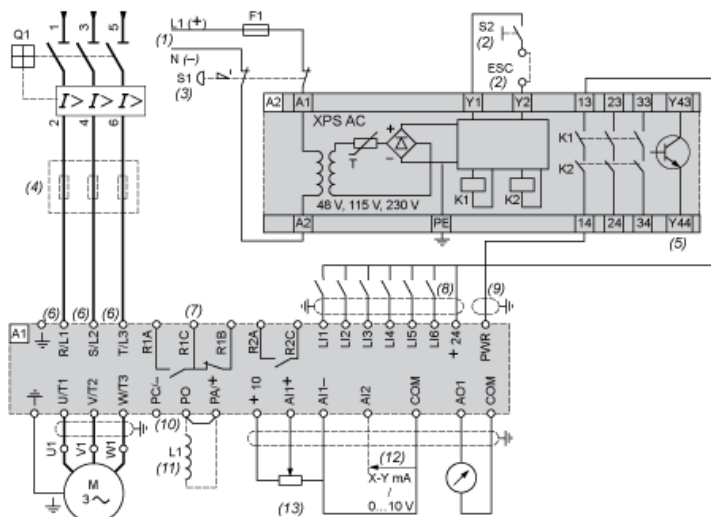 1 3 5
L1 (+) F1
(1)
Q1
N (–)
S1
(3)
S2
(2)
ESC
(2)
I> I> I>
2 4 6
A2 A1 Y1 Y2 13 23 33 Y43
XPS AC
T
+
–
K1
K2
K1 K2
48 V, 115 V, 230 V
A2 PE 14 24 34 Y44
(5)
(4)
(6) (6) (6) (7) (8) (9)
A1
R/L1 S/L2 T/L3 R1A R1C R1B R2A R2C LI1 LI2 LI3 LI4 LI5 LI6 + 24 PWR
U/T1 V/T2 W/T3 PC/– PO PA/+ + 10 AI1+ AI1– AI2 COM AO1 COM
(10)
U1 V1 W1
L1
(11)
(12)
X-Y mA
/
0...10 V
(13)
M
3 ~